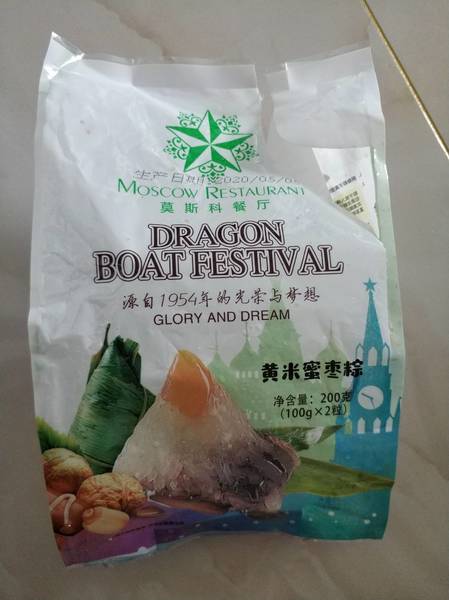 生产日期 2020/05/0
MOSCOW RESTAURANT
莫斯科餐厅
DRAGON
BOAT FESTIVAL
源自1954年的光荣与梦想
GLORY AND DREAM
黄米蜜枣粽
净含量：200克
（100g×2粒）